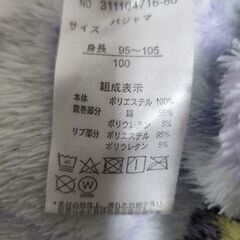 NO 311104716-80
サイズ パジャマ
身長 95～105
100
組成表示
本体 ポリエステル 100%
腹巻部分 綿 95%
ポリウレタン 5%
リブ部分 ポリエステル 95%
ポリウレタン 5%